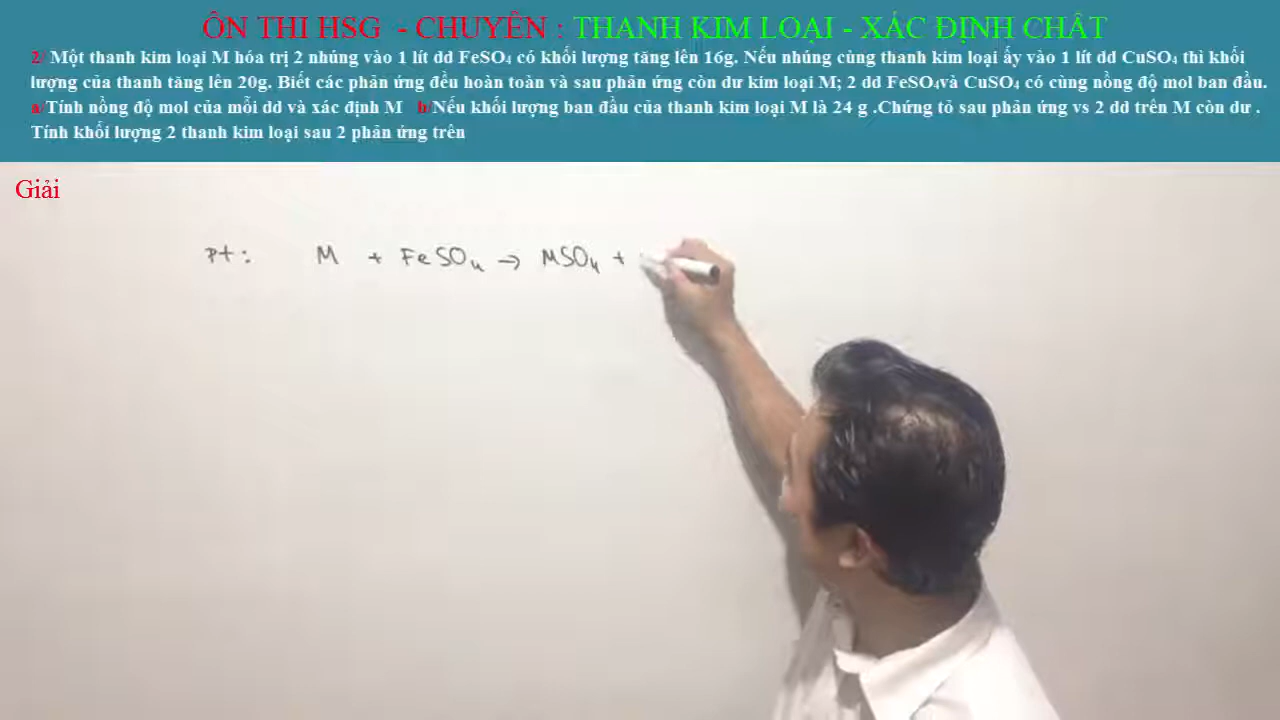 ÔN THI HSG - CHUYÊN : THANH KIM LOẠI - XÁC ĐỊNH CHẤT
2/ Một thanh kim loại M hóa trị 2 nhúng vào 1 lít dd FeSO₄ có khối lượng tăng lên 16g. Nếu nhúng cùng thanh kim loại ấy vào 1 lít dd CuSO₄ thì khối
lượng của thanh tăng lên 20g. Biết các phản ứng đều hoàn toàn và sau phản ứng còn dư kim loại M; 2 dd FeSO₄và CuSO₄ có cùng nồng độ mol ban đầu.
a/ Tính nồng độ mol của mỗi dd và xác định M b/ Nếu khối lượng ban đầu của thanh kim loại M là 24 g .Chứng tỏ sau phản ứng vs 2 dd trên M còn dư .
Tính khối lượng 2 thanh kim loại sau 2 phản ứng trên
Giải
Pt: M + FeSO₄ → MSO₄ +